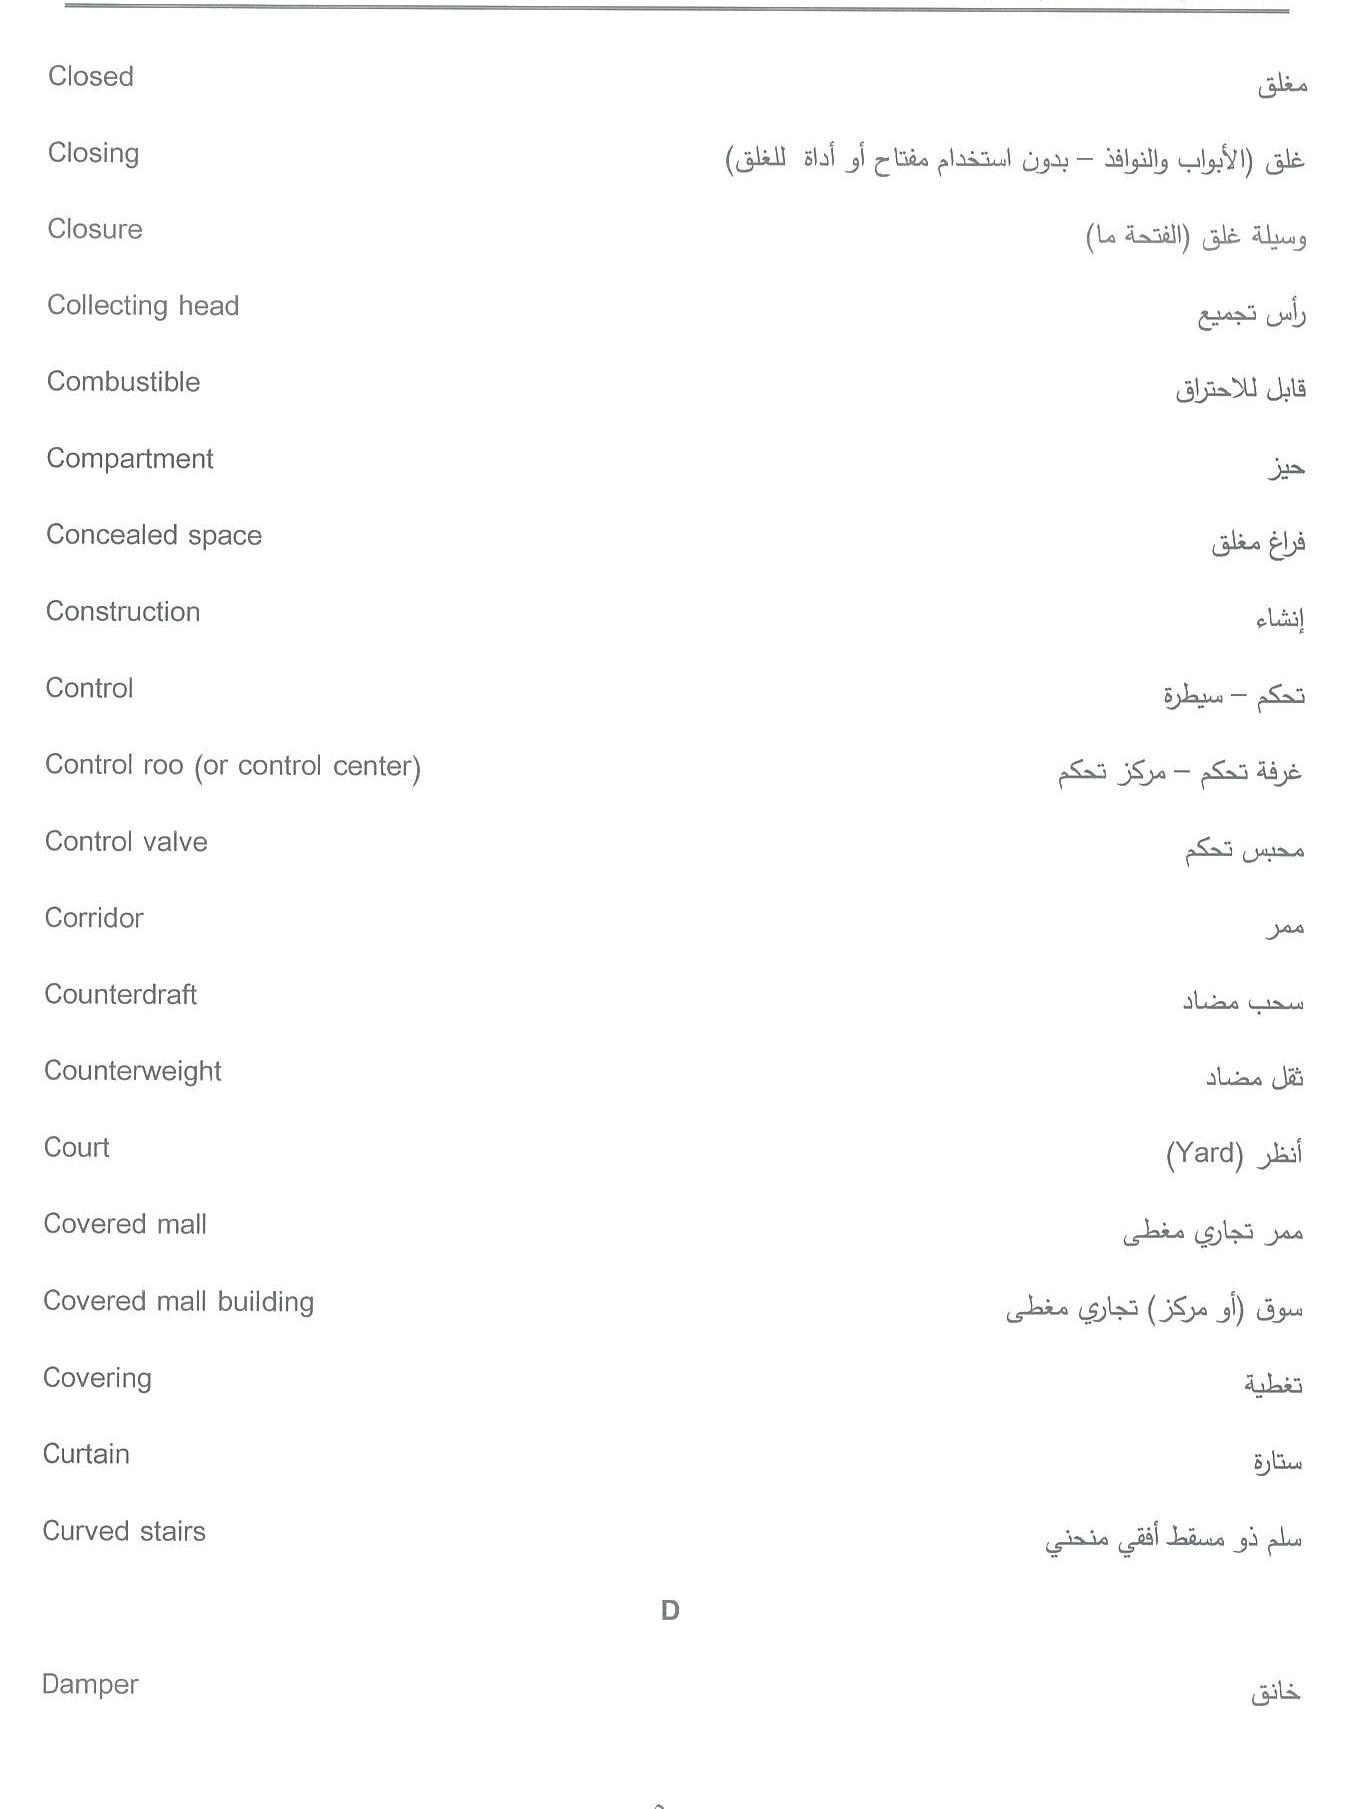 Closed مغلق
Closing غلق (الأبواب والنوافذ – بدون استخدام مفتاح أو أداة للغلق)
Closure وسيلة غلق (الفتحة ما)
Collecting head رأس تجميع
Combustible قابل للاحتراق
Compartment حيز
Concealed space فراغ مغلق
Construction إنشاء
Control تحكم – سيطرة
Control roo (or control center) غرفة تحكم – مركز تحكم
Control valve محبس تحكم
Corridor ممر
Counterdraft سحب مضاد
Counterweight ثقل مضاد
Court أنظر (Yard)
Covered mall ممر تجاري مغطى
Covered mall building سوق (أو مركز) تجاري مغطى
Covering تغطية
Curtain ستارة
Curved stairs سلم ذو مسقط أفقي منحني
D
Damper خانق